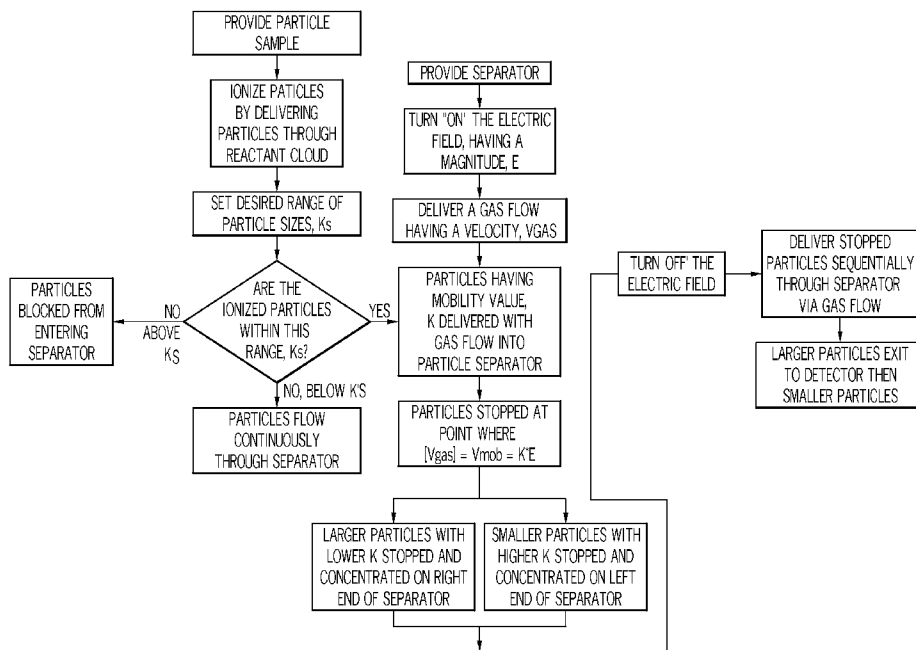 PROVIDE PARTICLE
SAMPLE
IONIZE PATICLES
BY DELIVERING
PARTICLES THROUGH
REACTANT CLOUD
SET DESIRED RANGE OF
PARTICLE SIZES, Ks
ARE THE
IONIZED PARTICLES
WITHIN THIS
RANGE, Ks?
NO
ABOVE
KS
PARTICLES
BLOCKED FROM
ENTERING
SEPARATOR
YES
NO, BELOW K'S
PARTICLES FLOW
CONTINUOUSLY
THROUGH SEPARATOR
PROVIDE SEPARATOR
TURN "ON" THE ELECTRIC
FIELD, HAVING A
MAGNITUDE, E
DELIVER A GAS FLOW
HAVING A VELOCITY, VGAS
PARTICLES HAVING
MOBILITY VALUE,
K DELIVERED WITH
GAS FLOW INTO
PARTICLE SEPARATOR
PARTICLES STOPPED AT
POINT WHERE
[Vgas] = Vmob = K*E
LARGER PARTICLES WITH
LOWER K STOPPED AND
CONCENTRATED ON RIGHT
END OF SEPARATOR
SMALLER PARTICLES WITH
HIGHER K STOPPED AND
CONCENTRATED ON LEFT
END OF SEPARATOR
TURN OFF' THE
ELECTRIC FIELD
DELIVER STOPPED
PARTICLES SEQUENTIALLY
THROUGH SEPARATOR
VIA GAS FLOW
LARGER PARTICLES EXIT
TO DETECTOR THEN
SMALLER PARTICLES